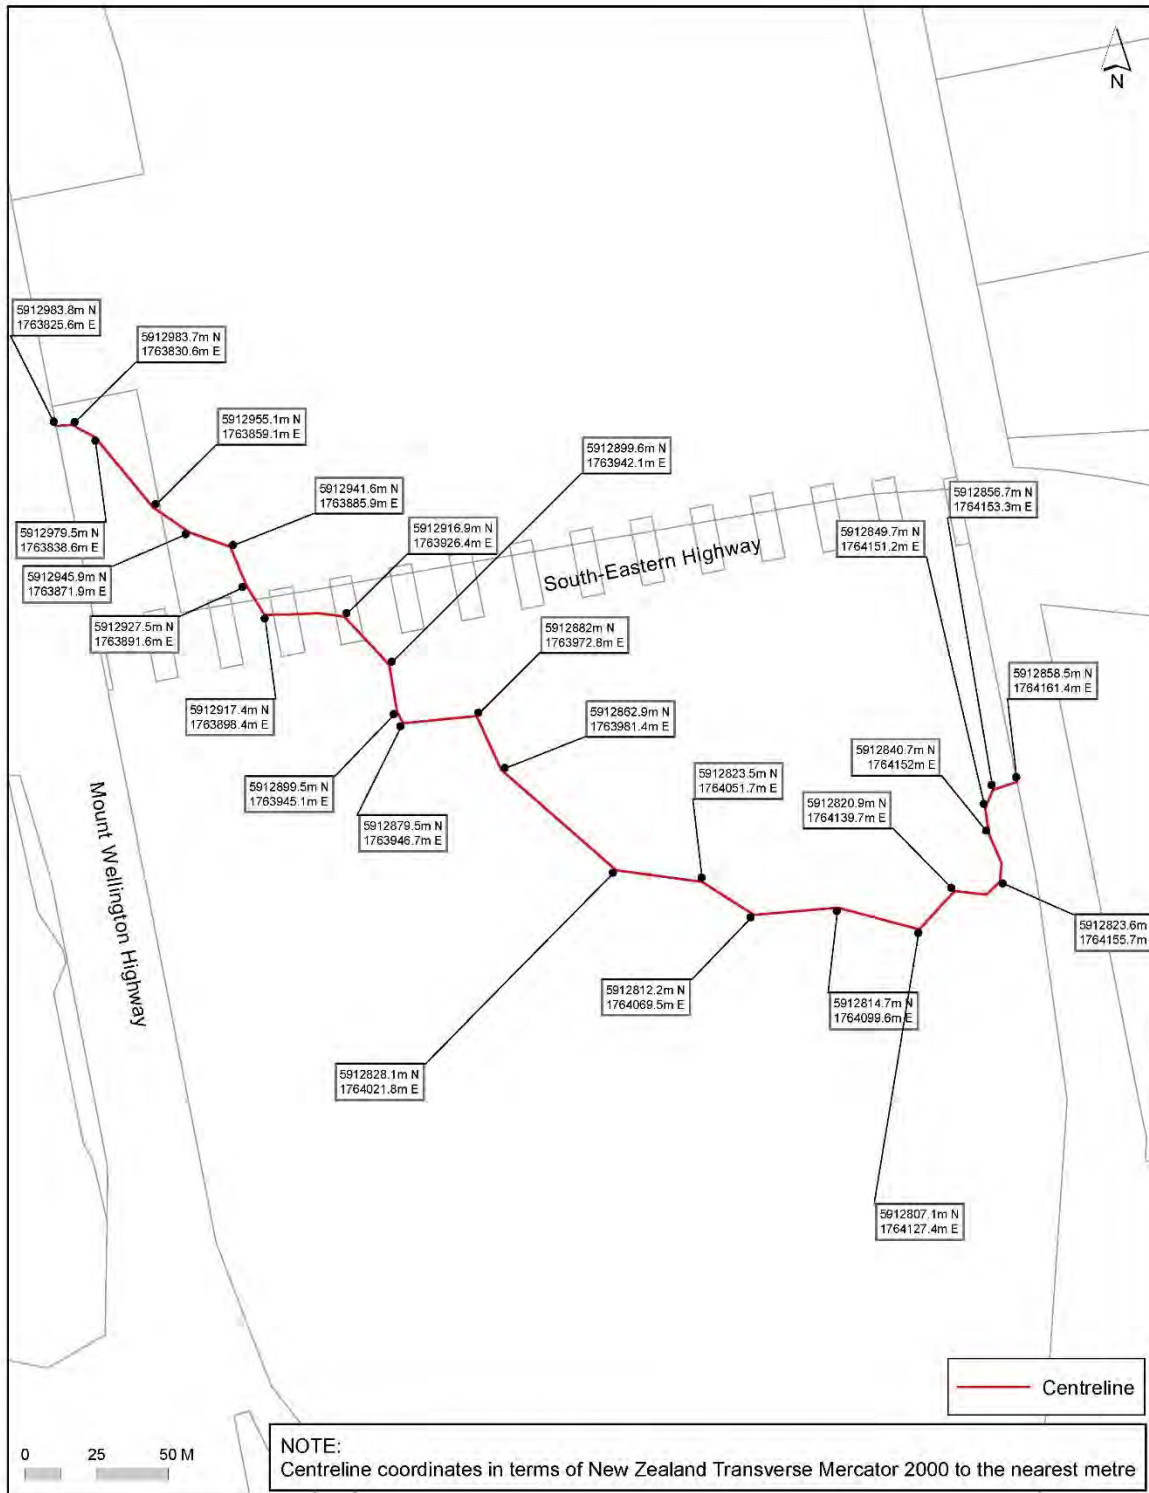 N
5912983.8m N
1763825.6m E
5912983.7m N
1763830.6m E
5912955.1m N
1763859.1m E
5912899.6m N
1763942.1m E
5912941.6m N
1763885.9m E
5912856.7m N
1764153.3m E
5912916.9m N
1763926.4m E
5912849.7m N
1764151.2m E
5912979.5m N
1763838.6m E
South-Eastern Highway
5912945.9m N
1763871.9m E
5912927.5m N
1763891.6m E
5912882m N
1763972.8m E
5912858.5m N
1764161.4m E
5912917.4m N
1763898.4m E
5912862.9m N
1763981.4m E
5912840.7m N
1764152m E
5912899.5m N
1763945.1m E
5912823.5m N
1764051.7m E
5912820.9m N
1764139.7m E
5912879.5m N
1763946.7m E
Mount Wellington Highway
5912823.6m
1764155.7m
5912812.2m N
1764069.5m E
5912814.7m N
1764099.6m E
5912828.1m N
1764021.8m E
5912807.1m N
1764127.4m E
Centreline
0 25 50 M
NOTE:
Centreline coordinates in terms of New Zealand Transverse Mercator 2000 to the nearest metre